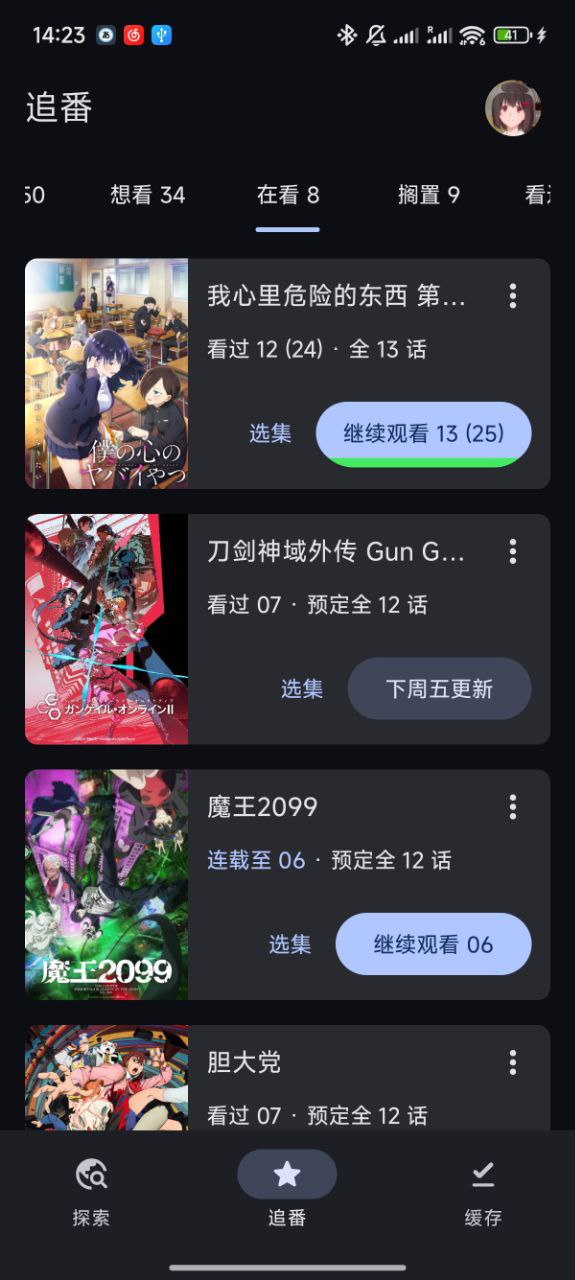 14:23
41
追番
50
想看 34
在看 8
搁置 9
看
我心里危险的东西 第...
看过 12 (24) · 全 13 话
选集
继续观看 13 (25)
僕の心の
ヤバイやつ
刀剑神域外传 Gun G...
看过 07 · 预定全 12 话
选集
下周五更新
ガンゲイル・オンラインII
魔王2099
连载至 06 · 预定全 12 话
选集
继续观看 06
魔王2099
胆大党
看过 07 · 预定全 12 话
探索
追番
缓存